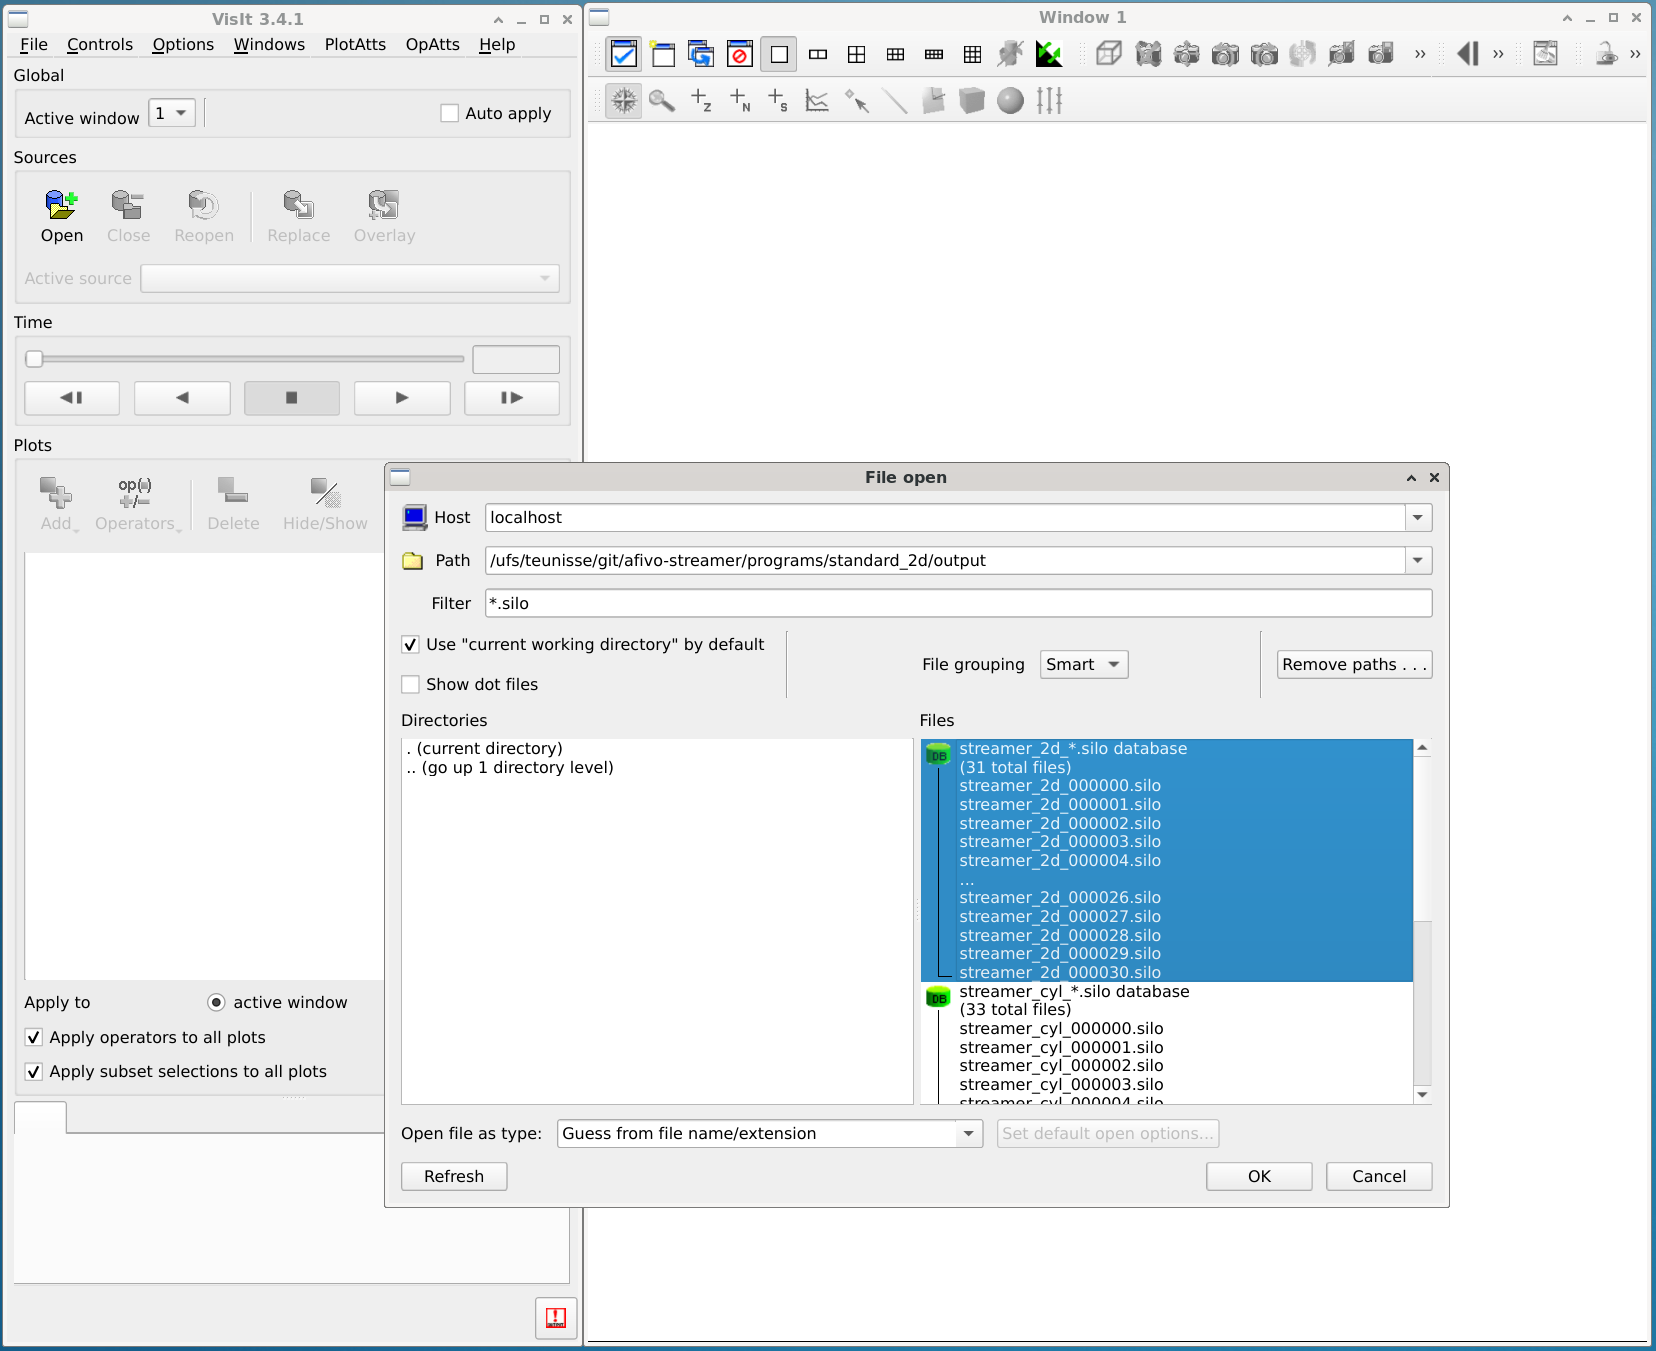 VisIt 3.4.1
File Controls Options Windows PlotAtts OpAtts Help
Global
Active window 1 Auto apply
Sources
Open Close Reopen Replace Overlay
Active source
Time
Plots
Add Operators Delete Hide/Show
op()
+/-
Apply to active window
Apply operators to all plots
Apply subset selections to all plots
Window 1
Z N S
File open
Host localhost
Path /ufs/teunisse/git/afivo-streamer/programs/standard_2d/output
Filter *.silo
Use "current working directory" by default
Show dot files
File grouping Smart
Remove paths . . .
Directories
. (current directory)
.. (go up 1 directory level)
Files
DB streamer_2d_*.silo database
(31 total files)
streamer_2d_000000.silo
streamer_2d_000001.silo
streamer_2d_000002.silo
streamer_2d_000003.silo
streamer_2d_000004.silo
...
streamer_2d_000026.silo
streamer_2d_000027.silo
streamer_2d_000028.silo
streamer_2d_000029.silo
streamer_2d_000030.silo
DB streamer_cyl_*.silo database
(33 total files)
streamer_cyl_000000.silo
streamer_cyl_000001.silo
streamer_cyl_000002.silo
streamer_cyl_000003.silo
streamer_cyl_000004.silo
Open file as type: Guess from file name/extension Set default open options...
Refresh OK Cancel